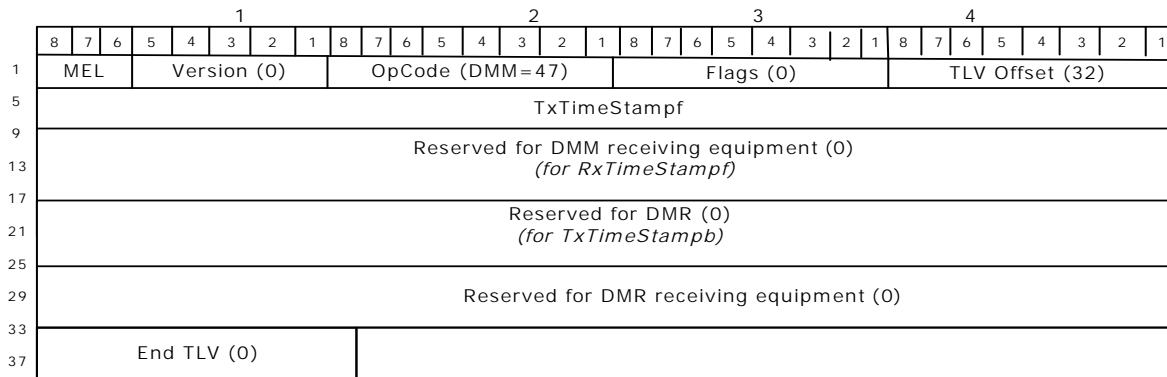 1 2 3 4
8 7 6 5 4 3 2 1 8 7 6 5 4 3 2 1 8 7 6 5 4 3 2 1 8 7 6 5 4 3 2 1
1 MEL Version (0) OpCode (DMM=47) Flags (0) TLV Offset (32)
5 TxTimeStampf
9 Reserved for DMM receiving equipment (0)
13 (for RxTimeStampf)
17 Reserved for DMR (0)
21 (for TxTimeStampb)
25
29 Reserved for DMR receiving equipment (0)
33
37 End TLV (0)